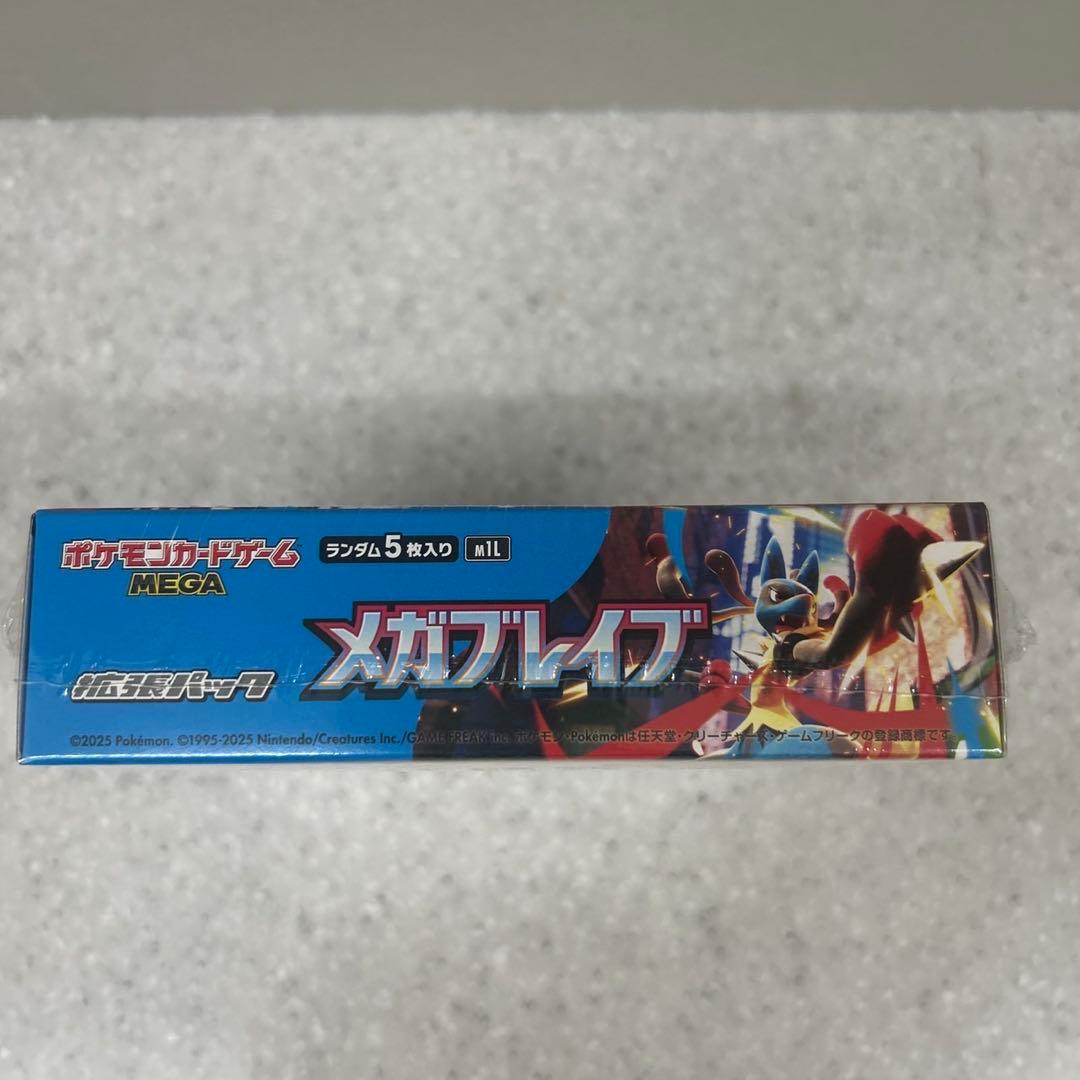 ポケモンカードゲーム
MEGA
ランダム5枚入り
M1L
拡張パック
メガブレイブ
©2025 Pokémon. ©1995-2025 Nintendo/Creatures Inc./GAME FREAK inc. ポケモン・Pokémonは任天堂・クリーチャーズ・ゲームフリークの登録商標です。